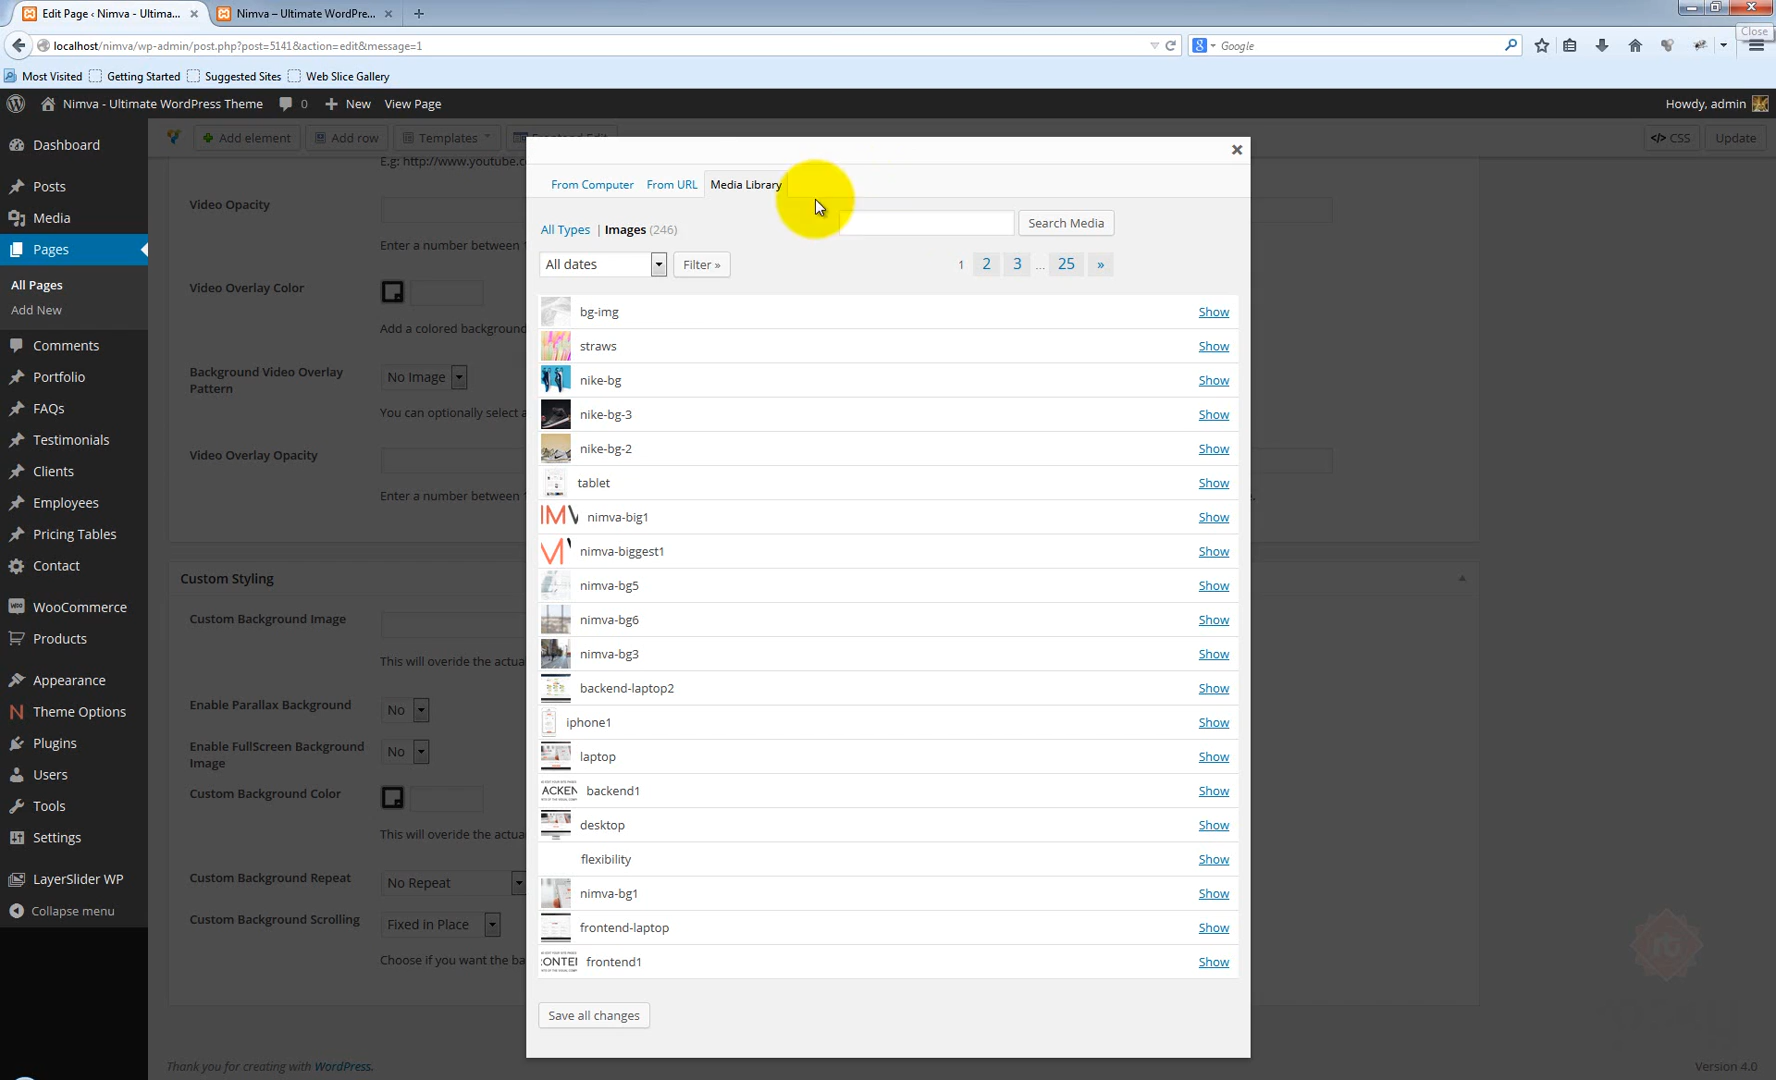 Edit Page ‹ Nimva - Ultima...
Nimva – Ultimate WordPre...
Close
localhost/nimva/wp-admin/post.php?post=5141&action=edit&message=1
Google
Most Visited
Getting Started
Suggested Sites
Web Slice Gallery
Nimva - Ultimate WordPress Theme
0
New
View Page
Howdy, admin
Add element
Add row
Templates
Frontend Edit
CSS
Update
Dashboard
Posts
Media
Pages
All Pages
Add New
Comments
Portfolio
FAQs
Testimonials
Clients
Employees
Pricing Tables
Contact
WooCommerce
Products
Appearance
Theme Options
Plugins
Users
Tools
Settings
LayerSlider WP
Collapse menu
E.g: http://www.youtube.co
Video Opacity
Enter a number between
Video Overlay Color
Add a colored background
Background Video Overlay
Pattern
No Image
You can optionally select a
Video Overlay Opacity
Enter a number between
Custom Styling
Custom Background Image
This will overide the actua
Enable Parallax Background
No
Enable FullScreen Background
Image
No
Custom Background Color
This will overide the actua
Custom Background Repeat
No Repeat
Custom Background Scrolling
Fixed in Place
Choose if you want the ba
Thank you for creating with WordPress.
Version 4.0
From Computer
From URL
Media Library
All Types | Images (246)
Search Media
All dates
Filter »
1 2 3 ... 25 »
bg-img Show
straws Show
nike-bg Show
nike-bg-3 Show
nike-bg-2 Show
tablet Show
nimva-big1 Show
nimva-biggest1 Show
nimva-bg5 Show
nimva-bg6 Show
nimva-bg3 Show
backend-laptop2 Show
iphone1 Show
laptop Show
backend1 Show
desktop Show
flexibility Show
nimva-bg1 Show
frontend-laptop Show
frontend1 Show
Save all changes